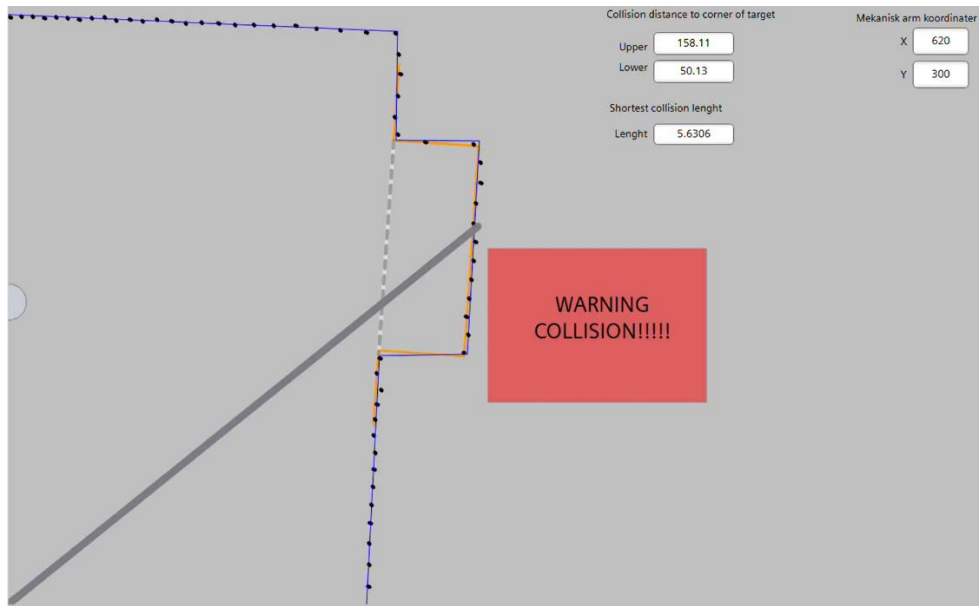 Collision distance to corner of target
Upper 158.11
Lower 50.13
Shortest collision lenght
Lenght 5.6306
Mekanisk arm koordinater
X 620
Y 300
WARNING
COLLISION!!!!!